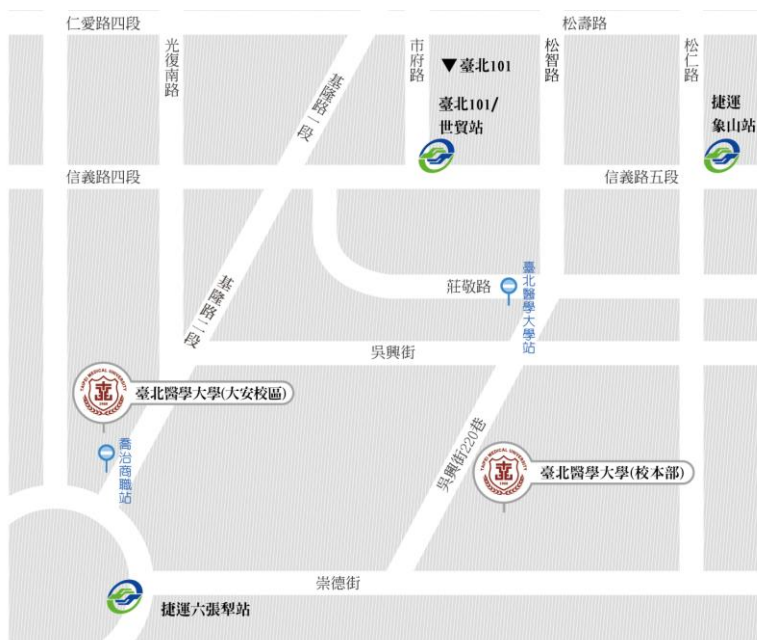 仁愛路四段
松壽路
光復南路
市府路
松智路
松仁路
▼臺北101
臺北101/
世貿站
捷運
象山站
基隆路一段
信義路四段
信義路五段
莊敬路
臺北醫學大學站
基隆路二段
吳興街
臺北醫學大學(大安校區)
喬治商職站
吳興街220巷
臺北醫學大學(校本部)
崇德街
捷運六張犁站